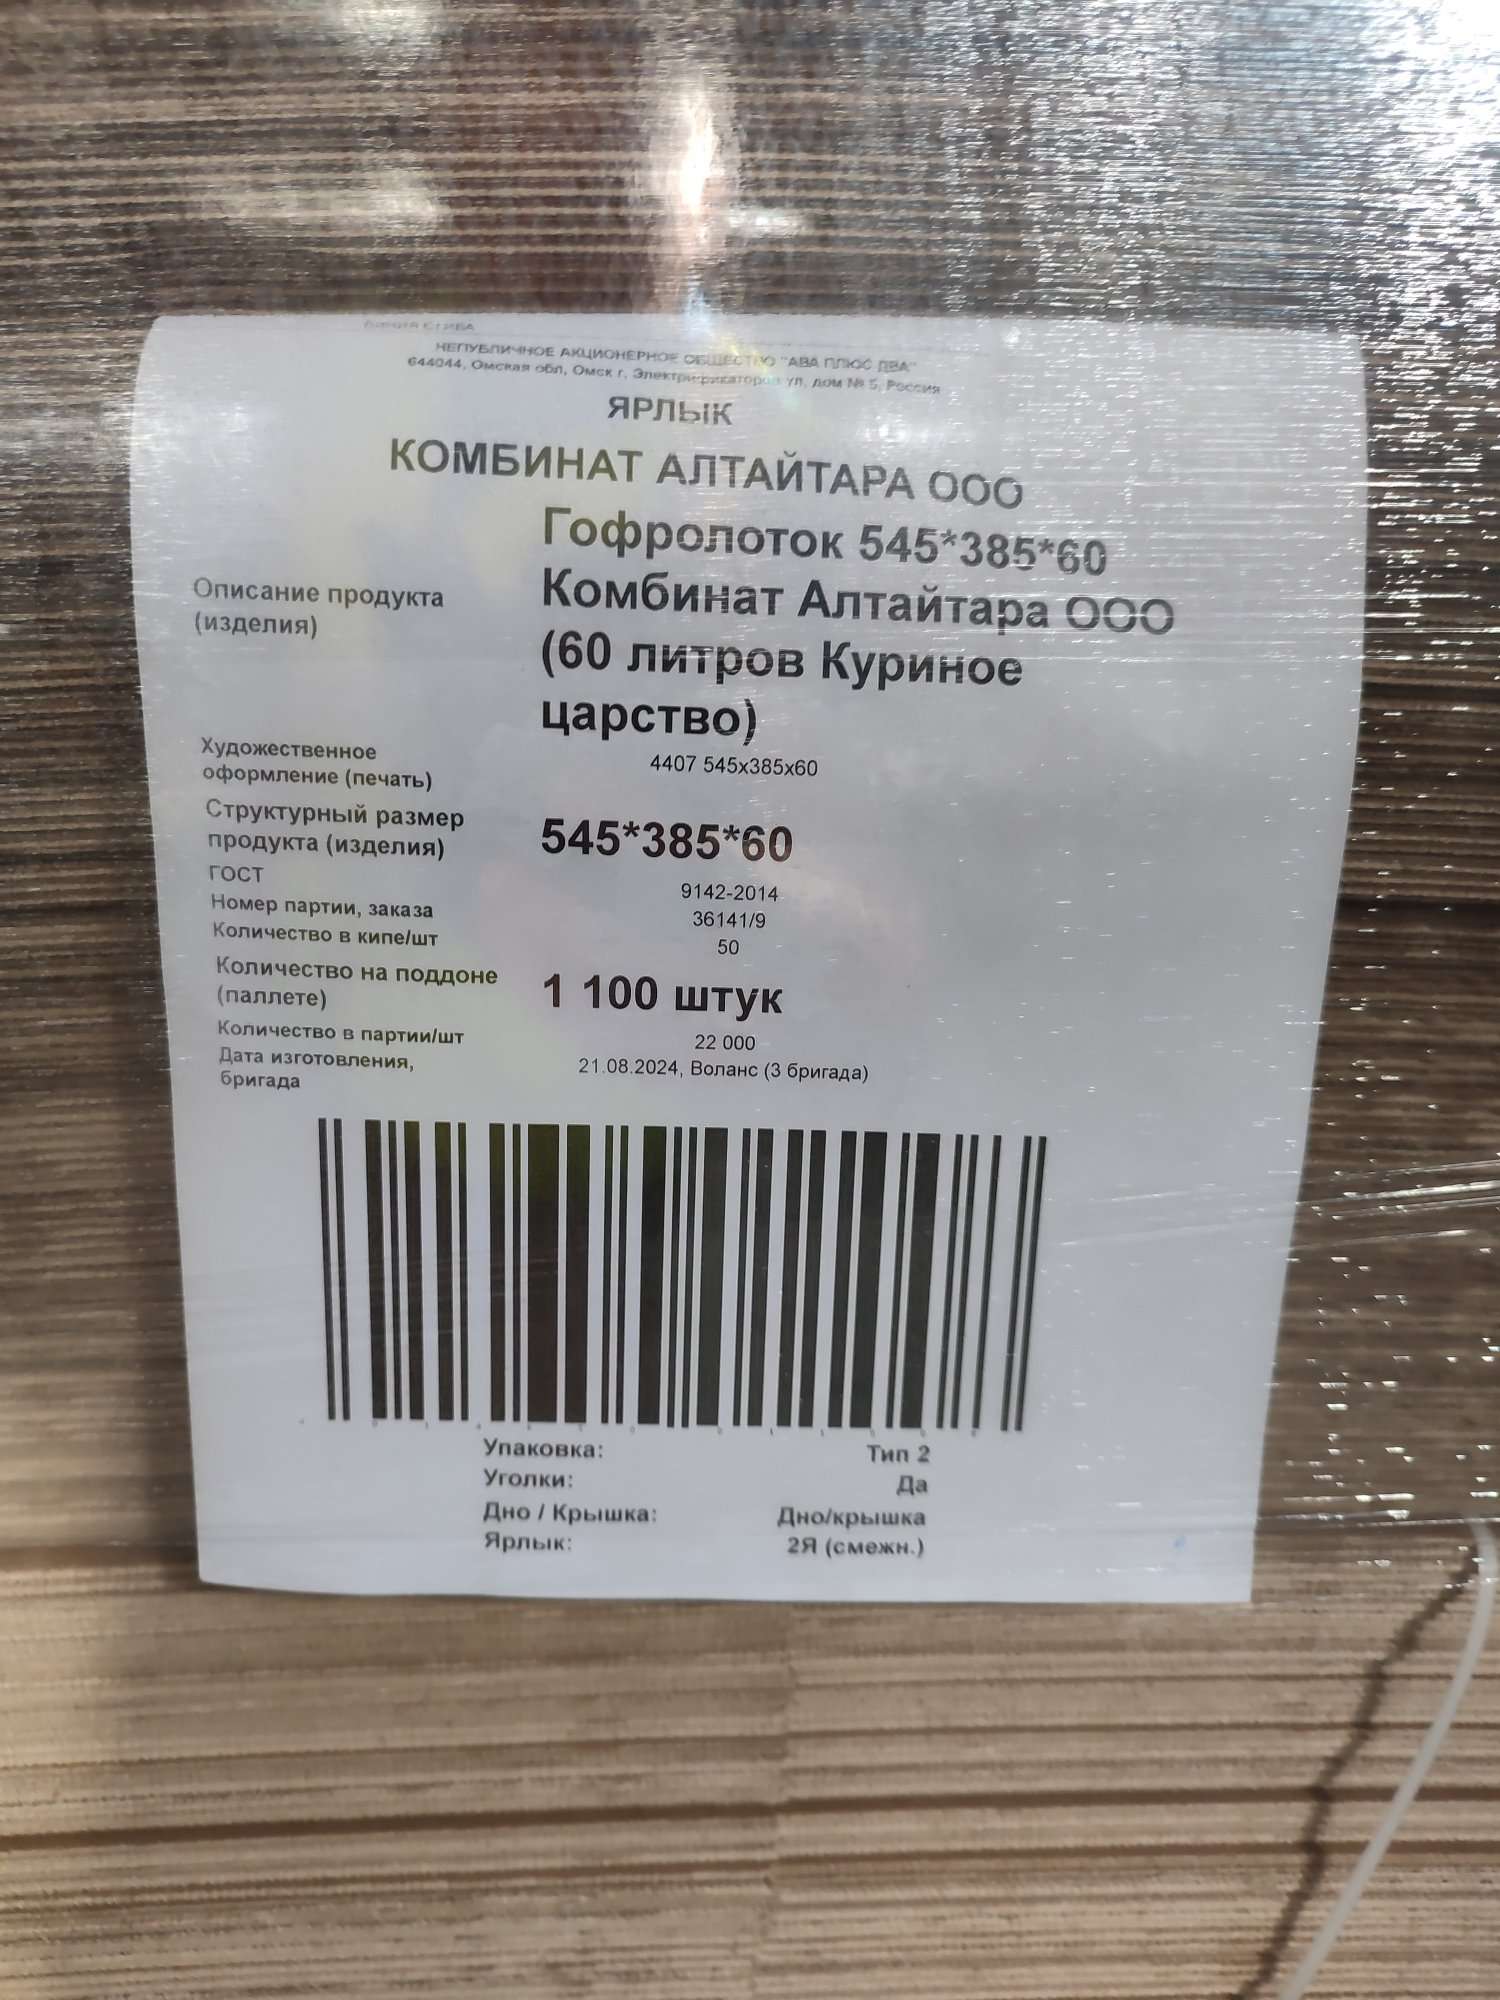 Линия СГИБА
НЕПУБЛИЧНОЕ АКЦИОНЕРНОЕ ОБЩЕСТВО "АВА ПЛЮС ДВА"
644044, Омская обл, Омск г, Электрификаторов ул, дом № 5, Россия
ЯРЛЫК
КОМБИНАТ АЛТАЙТАРА ООО
Описание продукта
(изделия)
Гофролоток 545*385*60
Комбинат Алтайтара ООО
(60 литров Куриное
царство)
Художественное
оформление (печать)
4407 545х385х60
Структурный размер
продукта (изделия)
545*385*60
ГОСТ
9142-2014
Номер партии, заказа
36141/9
Количество в кипе/шт
50
Количество на поддоне
(паллете)
1 100 штук
Количество в партии/шт
22 000
Дата изготовления,
бригада
21.08.2024, Воланс (3 бригада)
Упаковка: Тип 2
Уголки: Да
Дно / Крышка: Дно/крышка
Ярлык: 2Я (смежн.)